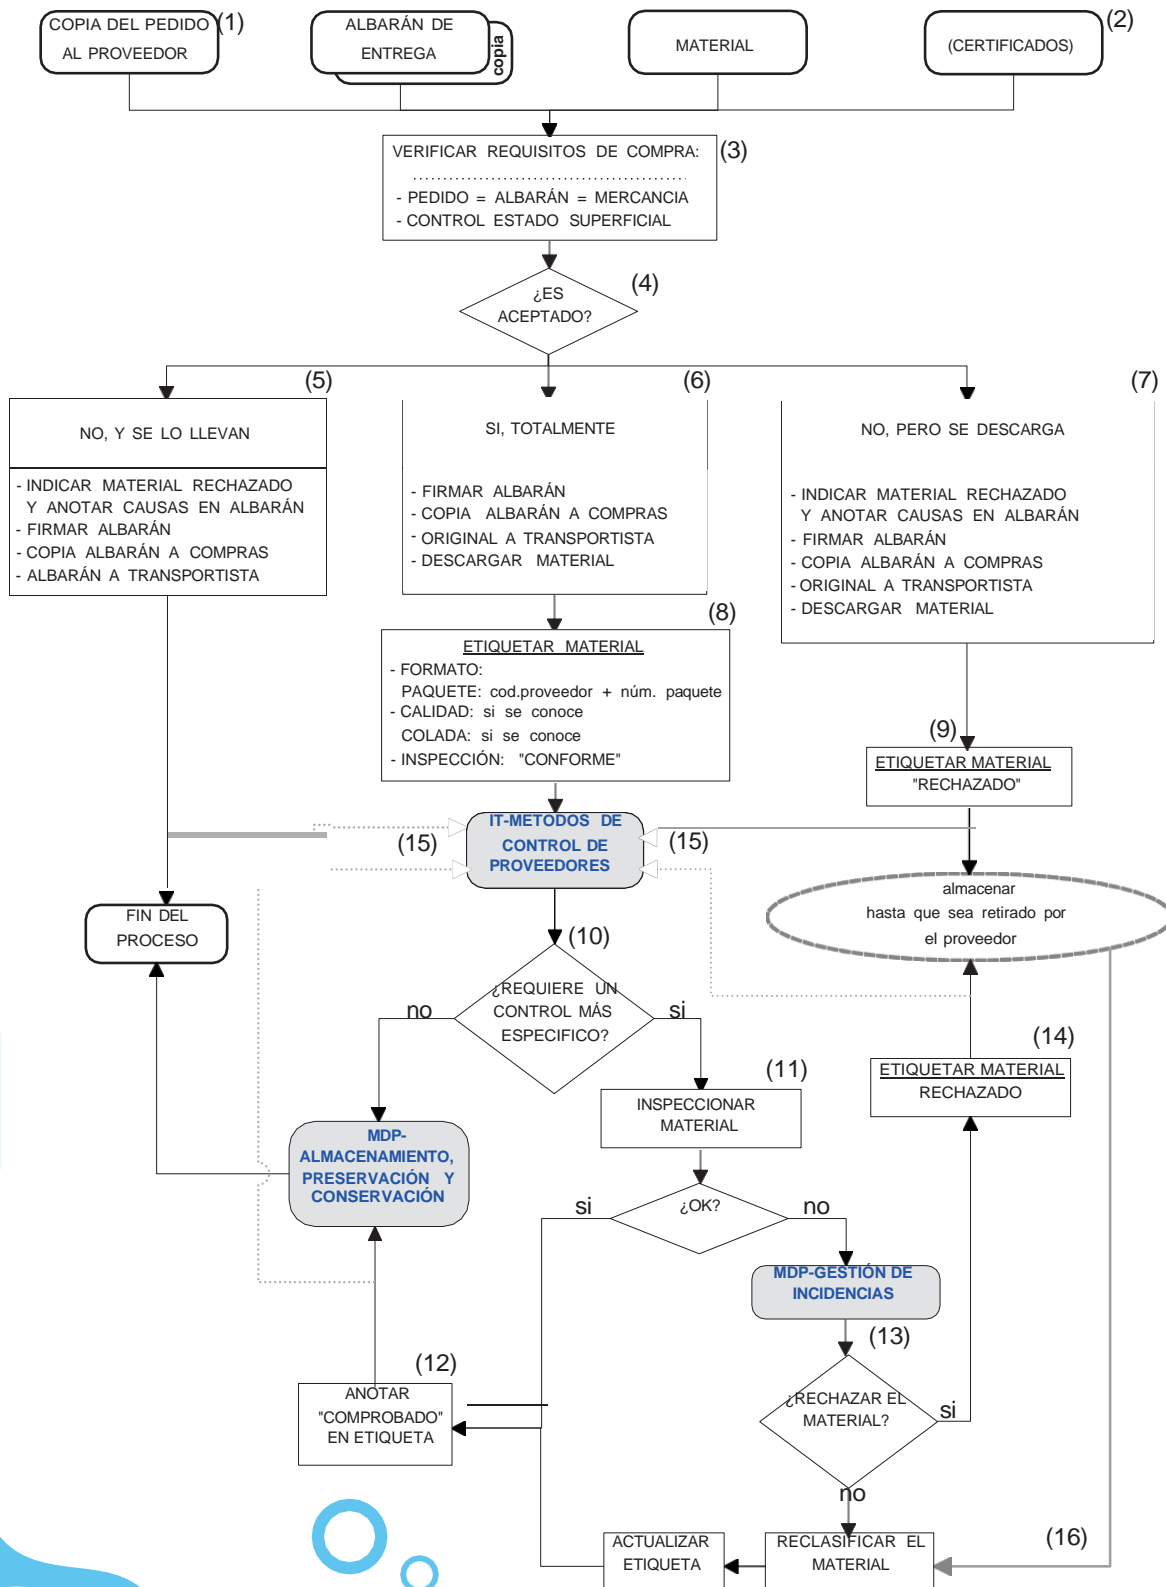 COPIA DEL PEDIDO
AL PROVEEDOR
(1)
ALBARÁN DE
ENTREGA
copia
MATERIAL
(CERTIFICADOS)
(2)
VERIFICAR REQUISITOS DE COMPRA:
(3)
- PEDIDO = ALBARÁN = MERCANCIA
- CONTROL ESTADO SUPERFICIAL
¿ES
ACEPTADO?
(4)
(5)
NO, Y SE LO LLEVAN
- INDICAR MATERIAL RECHAZADO
Y ANOTAR CAUSAS EN ALBARÁN
- FIRMAR ALBARÁN
- COPIA ALBARÁN A COMPRAS
- ALBARÁN A TRANSPORTISTA
(6)
SI, TOTALMENTE
- FIRMAR ALBARÁN
- COPIA ALBARÁN A COMPRAS
- ORIGINAL A TRANSPORTISTA
- DESCARGAR MATERIAL
(7)
NO, PERO SE DESCARGA
- INDICAR MATERIAL RECHAZADO
Y ANOTAR CAUSAS EN ALBARÁN
- FIRMAR ALBARÁN
- COPIA ALBARÁN A COMPRAS
- ORIGINAL A TRANSPORTISTA
- DESCARGAR MATERIAL
(8)
ETIQUETAR MATERIAL
- FORMATO:
PAQUETE: cod.proveedor + núm. paquete
- CALIDAD: si se conoce
COLADA: si se conoce
- INSPECCIÓN: "CONFORME"
(9)
ETIQUETAR MATERIAL
"RECHAZADO"
IT-METODOS DE
CONTROL DE
PROVEEDORES
(15)
(15)
almacenar
hasta que sea retirado por
el proveedor
FIN DEL
PROCESO
(10)
¿REQUIERE UN
CONTROL MÁS
ESPECIFICO?
no
si
(11)
INSPECCIONAR
MATERIAL
(14)
ETIQUETAR MATERIAL
RECHAZADO
MDP-
ALMACENAMIENTO,
PRESERVACIÓN Y
CONSERVACIÓN
si
¿OK?
no
MDP-GESTIÓN DE
INCIDENCIAS
(13)
(12)
ANOTAR
"COMPROBADO"
EN ETIQUETA
¿RECHAZAR EL
MATERIAL?
si
no
ACTUALIZAR
ETIQUETA
RECLASIFICAR EL
MATERIAL
(16)